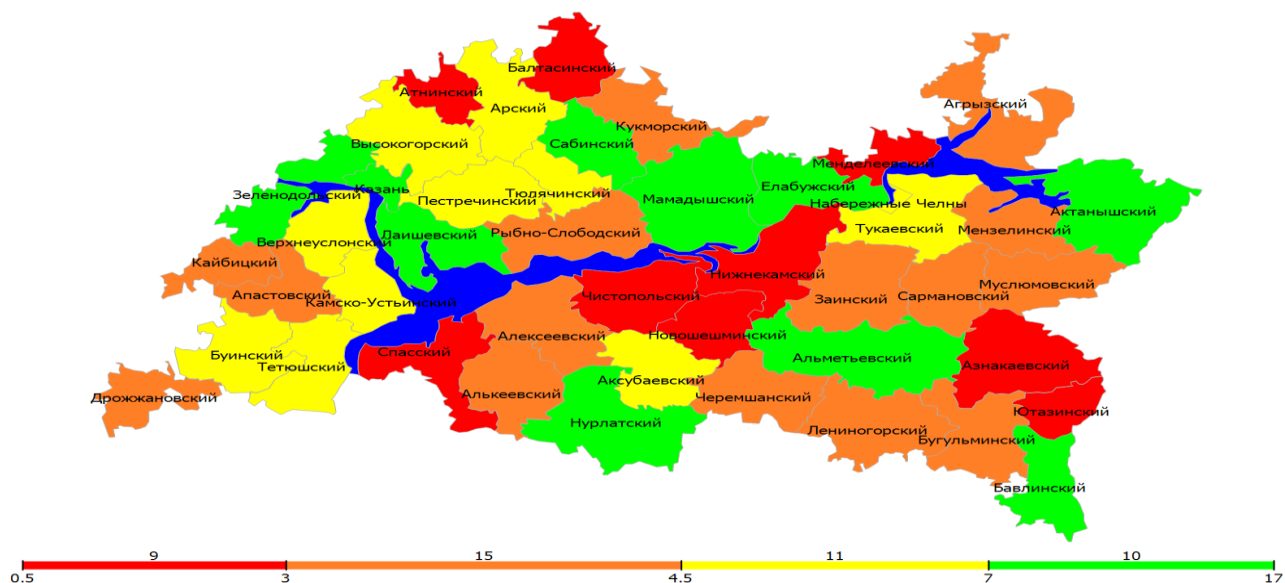 Балтасинский
Атнинский
Арский
Агрызский
Кукморский
Высокогорский
Сабинский
Менделеевский
Казань
Елабужский
Зеленодольский
Тюлячинский
Пестречинский
Мамадышский
Набережные Челны
Актанышский
Лаишевский
Рыбно-Слободский
Тукаевский
Мензелинский
Верхнеуслонский
Кайбицкий
Нижнекамский
Муслюмовский
Апастовский
Камско-Устьинский
Чистопольский
Заинский
Сармановский
Алексеевский
Новошешминский
Буинский
Спасский
Альметьевский
Тетюшский
Азнакаевский
Аксубаевский
Дрожжановский
Алькеевский
Черемшанский
Ютазинский
Нурлатский
Лениногорский
Бугульминский
Бавлинский
9 15 11 10
0.5 3 4.5 7 17